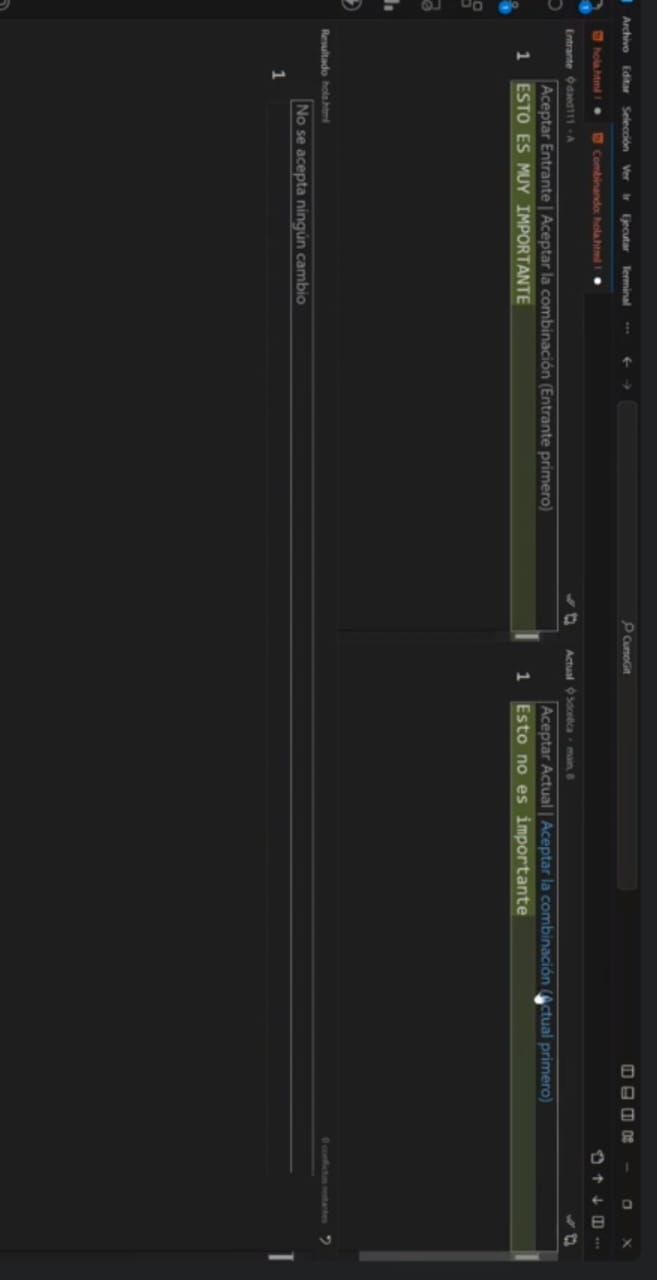 Archivo Editar Selección Ver Ir Ejecutar Terminal ··· CursoGit
hola.html ! Combinando: hola.html !
Entrante daed111 · A
Actual main, B
Aceptar Entrante | Aceptar la combinación (Entrante primero)
Aceptar Actual | Aceptar la combinación (Actual primero)
1 ESTO ES MUY IMPORTANTE
1 Esto no es importante
Resultado hola.html
0 conflictos restantes
No se acepta ningún cambio
1